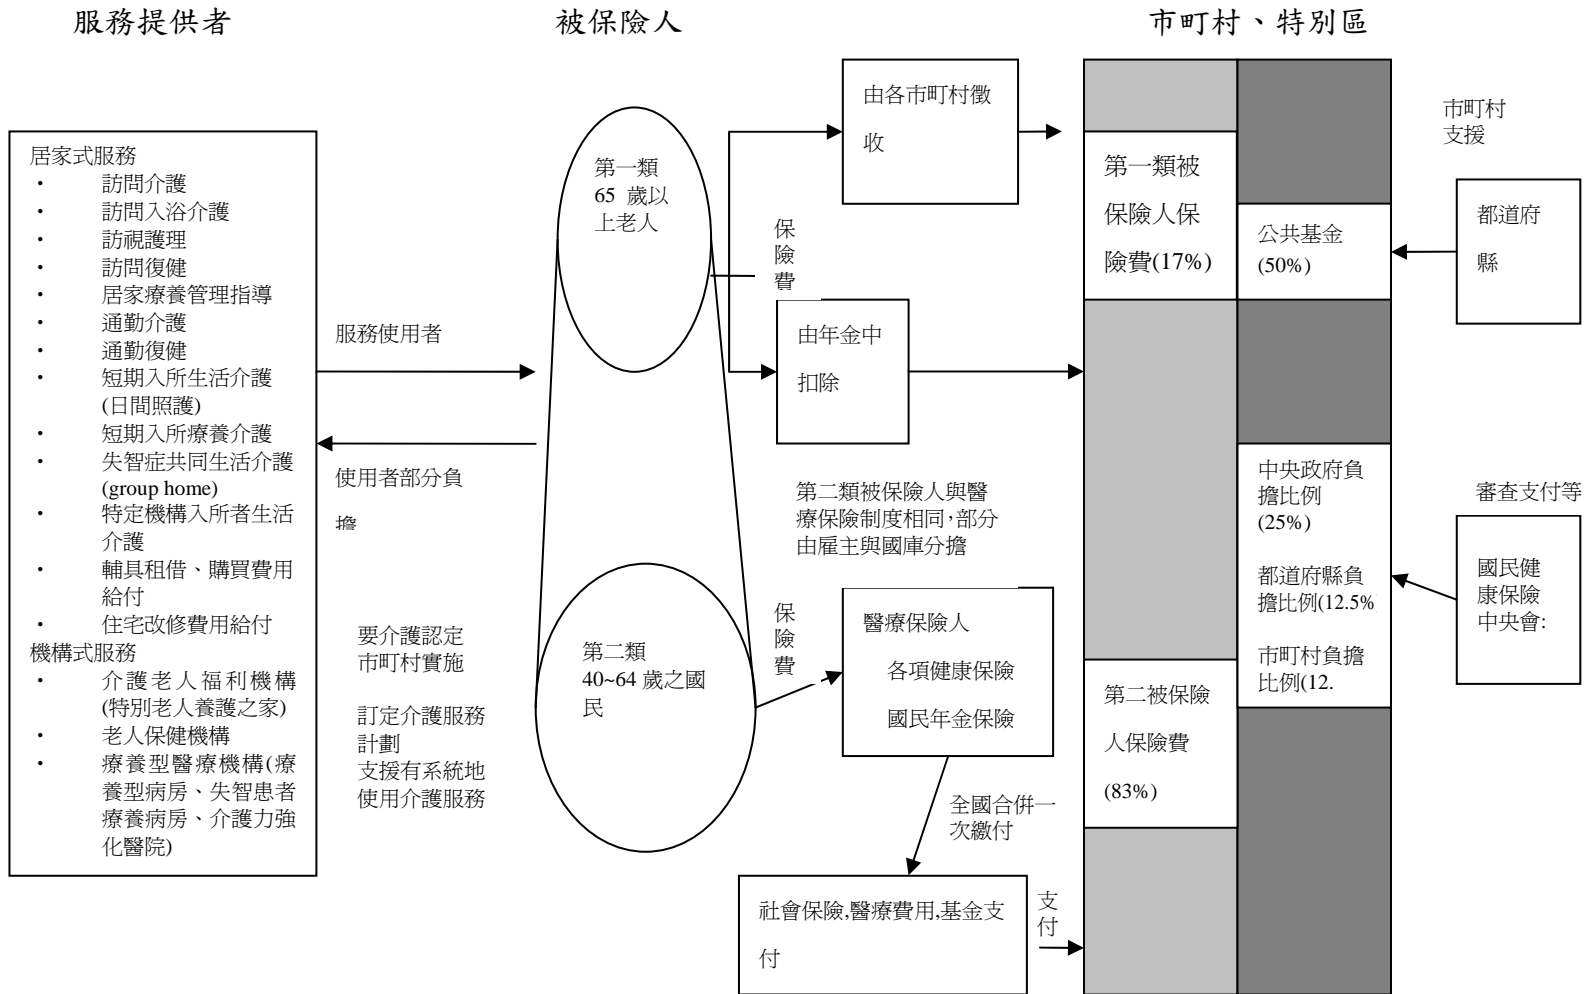 服務提供者
被保險人
市町村、特別區
居家式服務
· 訪問介護
· 訪問入浴介護
· 訪視護理
· 訪問復健
· 居家療養管理指導
· 通勤介護
· 通勤復健
· 短期入所生活介護
(日間照護)
· 短期入所療養介護
· 失智症共同生活介護
(group home)
· 特定機構入所者生活
介護
· 輔具租借、購買費用
給付
· 住宅改修費用給付
機構式服務
· 介護老人福利機構
(特別老人養護之家)
· 老人保健機構
· 療養型醫療機構(療
養型病房、失智患者
療養病房、介護力強
化醫院)
服務使用者
使用者部分負
擔
要介護認定
市町村實施
訂定介護服務
計劃
支援有系統地
使用介護服務
第一類
65 歲以
上老人
第二類
40~64 歲之國
民
保
險
費
由各市町村徵
收
由年金中
扣除
第二類被保險人與醫
療保險制度相同,部分
由雇主與國庫分擔
保
險
費
醫療保險人
各項健康保險
國民年金保險
全國合併一
次繳付
社會保險,醫療費用,基金支
付
支
付
第一類被
保險人保
險費(17%)
第二被保險
人保險費
(83%)
公共基金
(50%)
中央政府負
擔比例
(25%)
都道府縣負
擔比例(12.5%
市町村負擔
比例(12.
市町村
支援
都道府
縣
審查支付等
國民健
康保險
中央會: